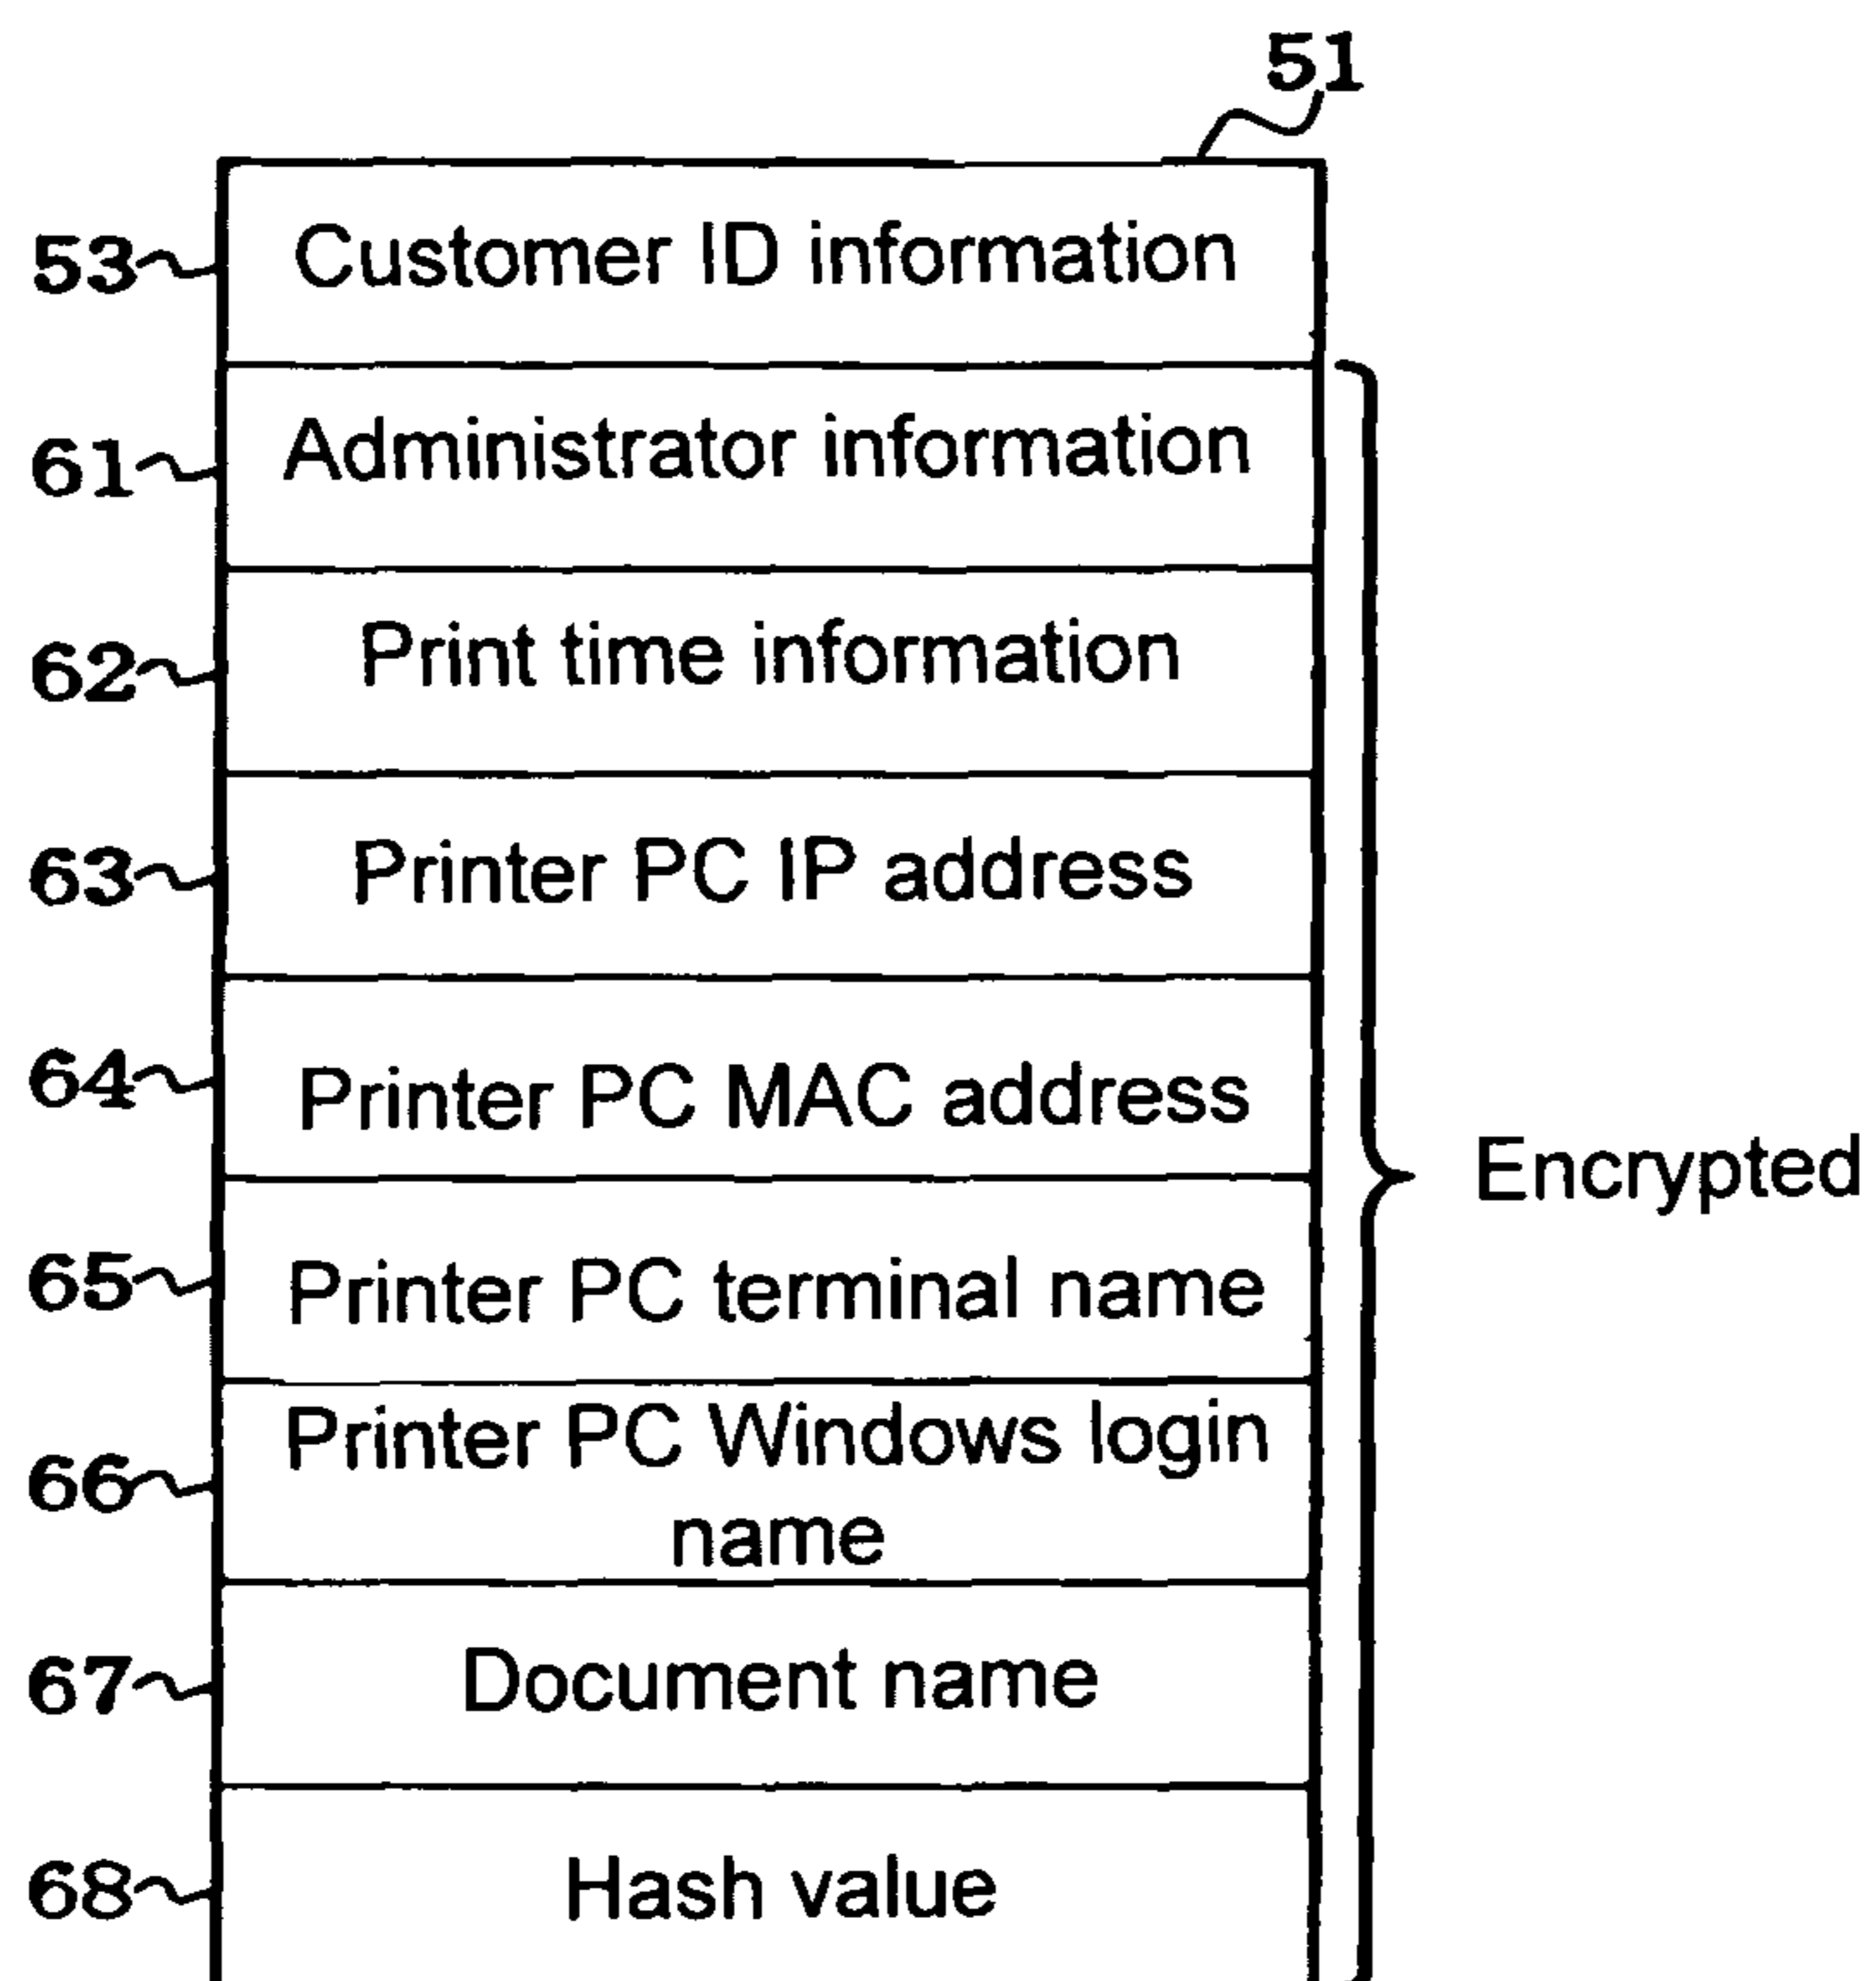 51
53 Customer ID information
61 Administrator information
62 Print time information
63 Printer PC IP address
64 Printer PC MAC address
Encrypted
65 Printer PC terminal name
66 Printer PC Windows login
name
67 Document name
68 Hash value